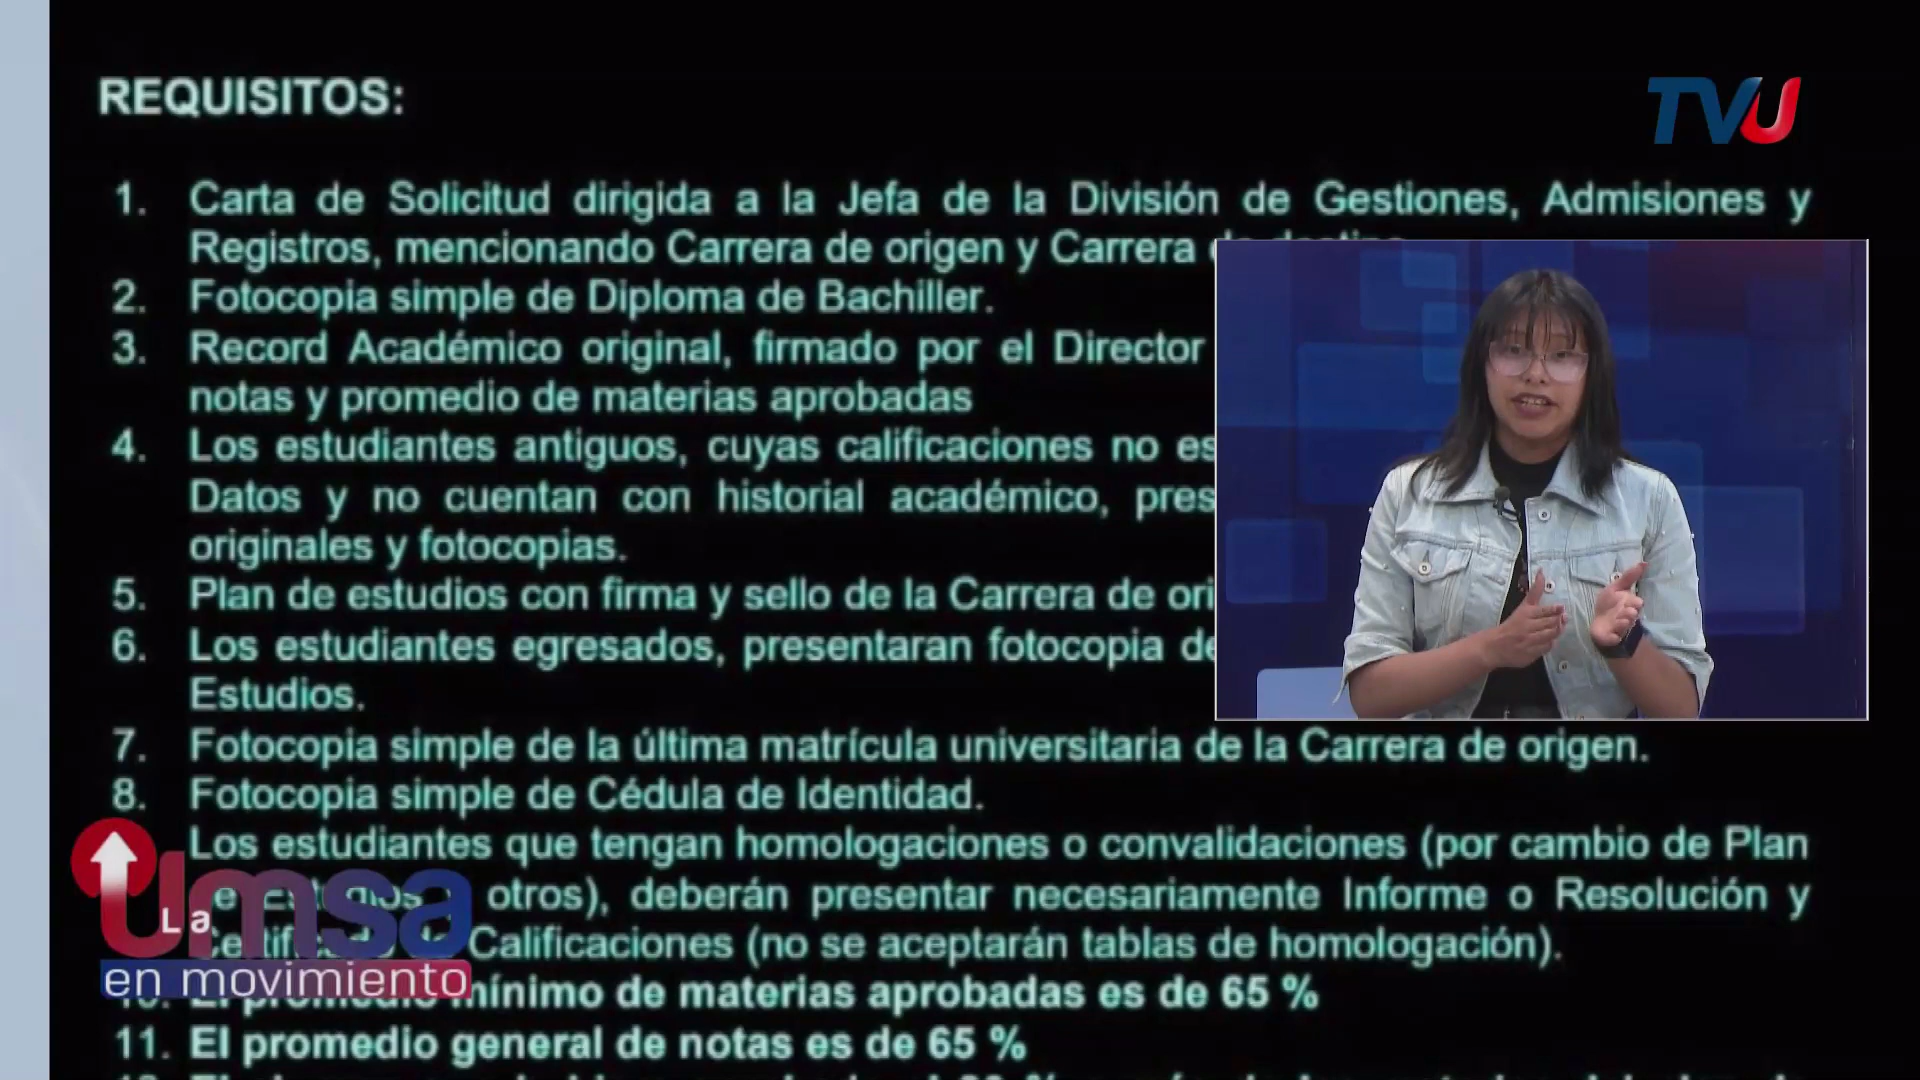 REQUISITOS:
TVU
1. Carta de Solicitud dirigida a la Jefa de la División de Gestiones, Admisiones y
Registros, mencionando Carrera de origen y Carrera
2. Fotocopia simple de Diploma de Bachiller.
3. Record Académico original, firmado por el Director
notas y promedio de materias aprobadas
4. Los estudiantes antiguos, cuyas calificaciones no es
Datos y no cuentan con historial académico, pres
originales y fotocopias.
5. Plan de estudios con firma y sello de la Carrera de ori
6. Los estudiantes egresados, presentaran fotocopia de
Estudios.
7. Fotocopia simple de la última matrícula universitaria de la Carrera de origen.
8. Fotocopia simple de Cédula de Identidad.
Los estudiantes que tengan homologaciones o convalidaciones (por cambio de Plan
otros), deberán presentar necesariamente Informe o Resolución y
Calificaciones (no se aceptarán tablas de homologación).
mínimo de materias aprobadas es de 65 %
11. El promedio general de notas es de 65 %
La Umsa
en movimiento